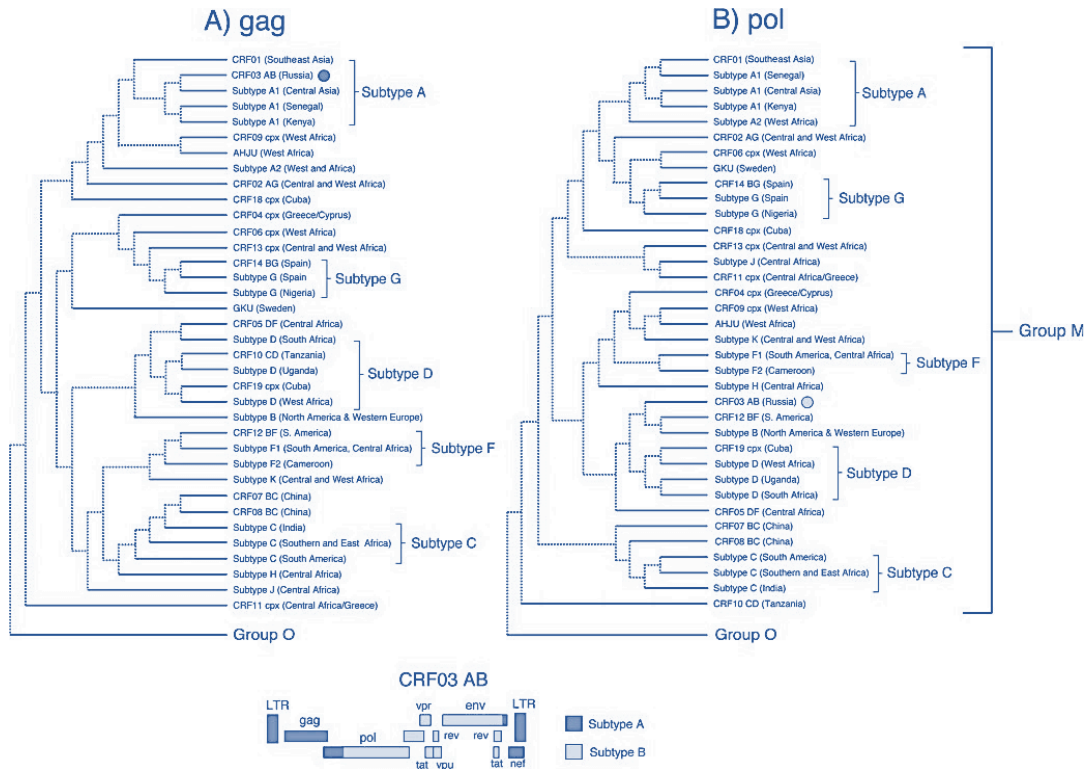 A) gag
CRF01 (Southeast Asia)
CRF03 AB (Russia)
Subtype A1 (Central Asia)
Subtype A1 (Senegal)
Subtype A1 (Kenya)
Subtype A
CRF09 cpx (West Africa)
AHJU (West Africa)
Subtype A2 (West and Africa)
CRF02 AG (Central and West Africa)
CRF18 cpx (Cuba)
CRF04 cpx (Greece/Cyprus)
CRF06 cpx (West Africa)
CRF13 cpx (Central and West Africa)
CRF14 BG (Spain)
Subtype G (Spain
Subtype G (Nigeria)
Subtype G
GKU (Sweden)
CRF05 DF (Central Africa)
Subtype D (South Africa)
CRF10 CD (Tanzania)
Subtype D (Uganda)
CRF19 cpx (Cuba)
Subtype D (West Africa)
Subtype D
Subtype B (North America & Western Europe)
CRF12 BF (S. America)
Subtype F1 (South America, Central Africa)
Subtype F2 (Cameroon)
Subtype F
Subtype K (Central and West Africa)
CRF07 BC (China)
CRF08 BC (China)
Subtype C (India)
Subtype C (Southern and East Africa)
Subtype C (South America)
Subtype C
Subtype H (Central Africa)
Subtype J (Central Africa)
CRF11 cpx (Central Africa/Greece)
Group O
B) pol
CRF01 (Southeast Asia)
Subtype A1 (Senegal)
Subtype A1 (Central Asia)
Subtype A1 (Kenya)
Subtype A2 (West Africa)
Subtype A
CRF02 AG (Central and West Africa)
CRF06 cpx (West Africa)
GKU (Sweden)
CRF14 BG (Spain)
Subtype G (Spain
Subtype G (Nigeria)
Subtype G
CRF18 cpx (Cuba)
CRF13 cpx (Central and West Africa)
Subtype J (Central Africa)
CRF11 cpx (Central Africa/Greece)
CRF04 cpx (Greece/Cyprus)
CRF09 cpx (West Africa)
AHJU (West Africa)
Subtype K (Central and West Africa)
Subtype F1 (South America, Central Africa)
Subtype F2 (Cameroon)
Subtype F
Subtype H (Central Africa)
CRF03 AB (Russia)
CRF12 BF (S. America)
Subtype B (North America & Western Europe)
CRF19 cpx (Cuba)
Subtype D (West Africa)
Subtype D (Uganda)
Subtype D (South Africa)
Subtype D
CRF05 DF (Central Africa)
CRF07 BC (China)
CRF08 BC (China)
Subtype C (South America)
Subtype C (Southern and East Africa)
Subtype C (India)
Subtype C
CRF10 CD (Tanzania)
Group O
Group M
CRF03 AB
LTR
gag
pol
vpr
env
LTR
rev
rev
tat
vpu
tat
nef
Subtype A
Subtype B